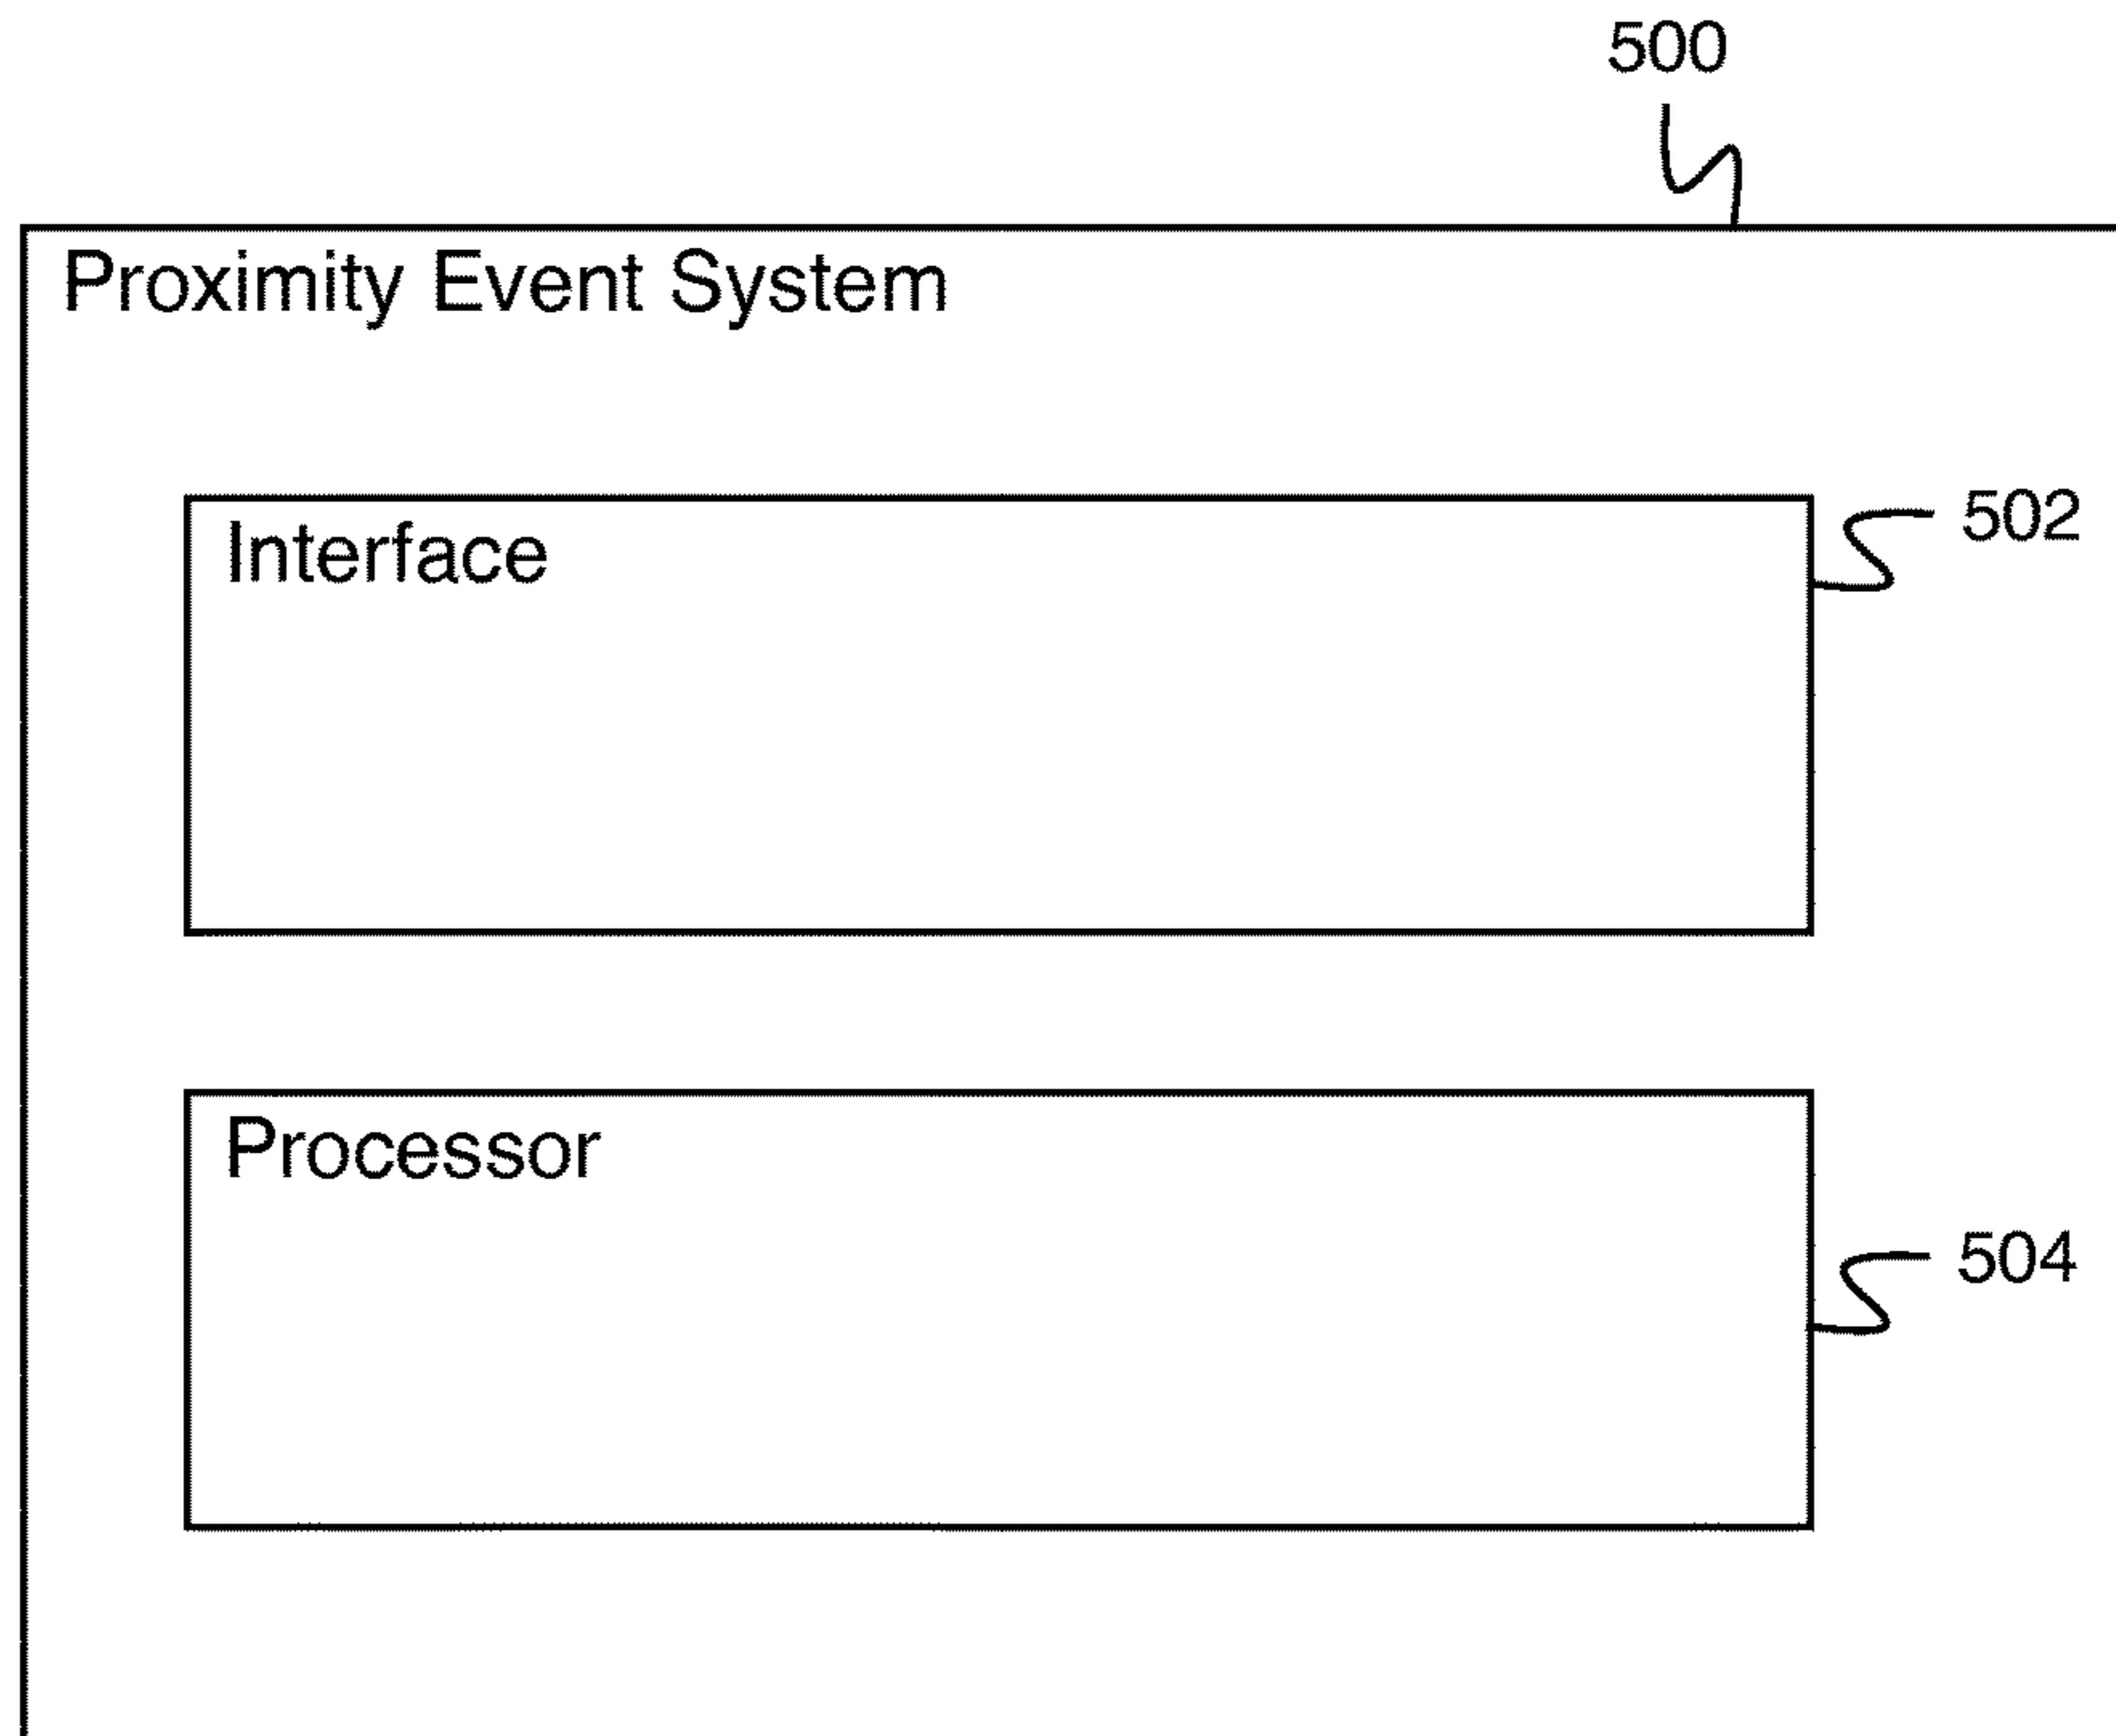 500
Proximity Event System
Interface
502
Processor
504